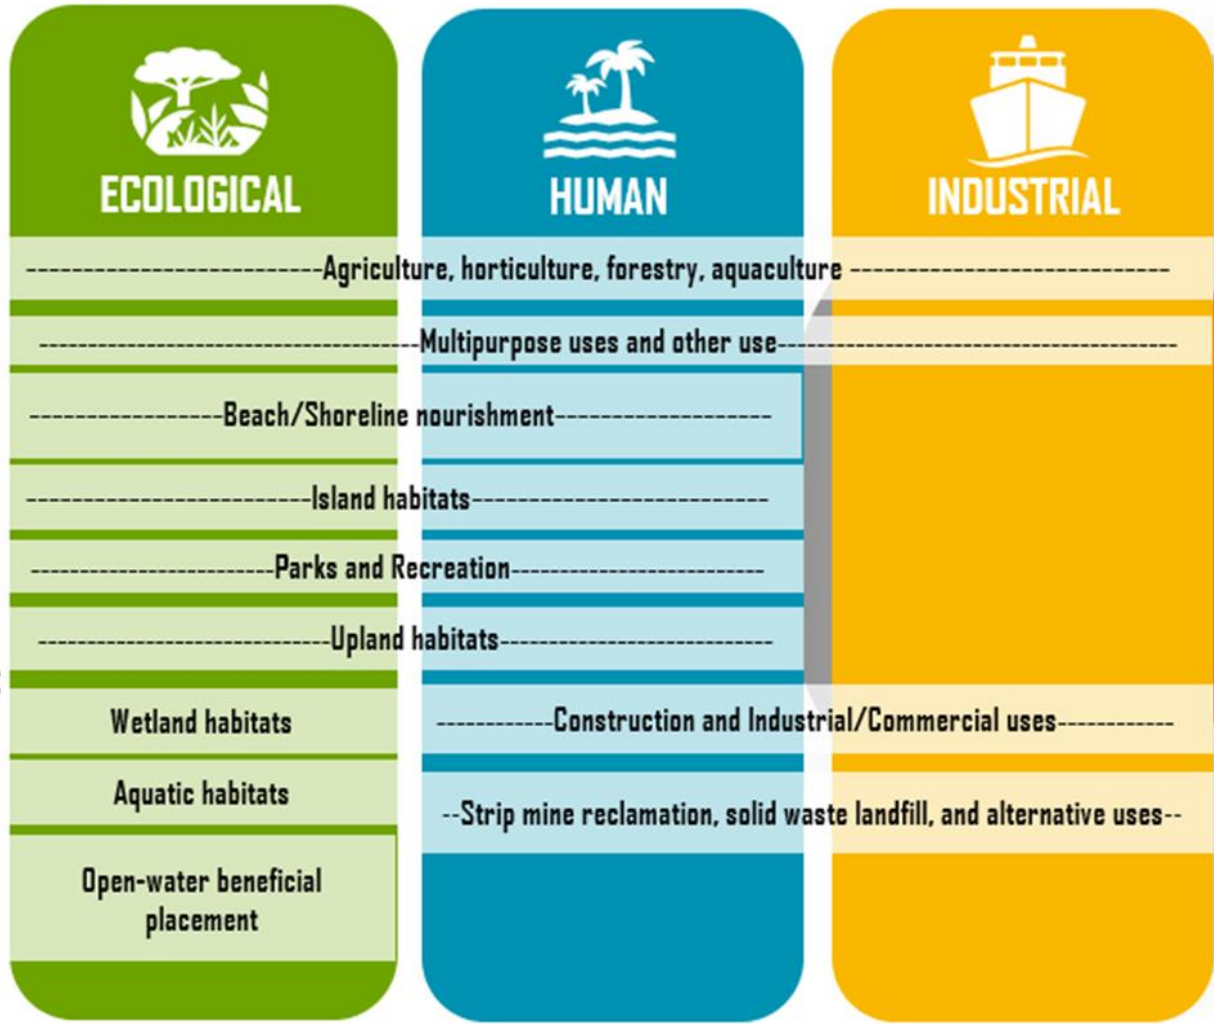 ECOLOGICAL
HUMAN
INDUSTRIAL
--------------------------Agriculture, horticulture, forestry, aquaculture ----------------------------
---------------------------------Multipurpose uses and other use-----------------------------------
-----------------Beach/Shoreline nourishment-------------------
-------------------------Island habitats--------------------------
---------------------Parks and Recreation----------------------
--------------------------Upland habitats------------------------
Wetland habitats
------------Construction and Industrial/Commercial uses------------
Aquatic habitats
--Strip mine reclamation, solid waste landfill, and alternative uses--
Open-water beneficial
placement